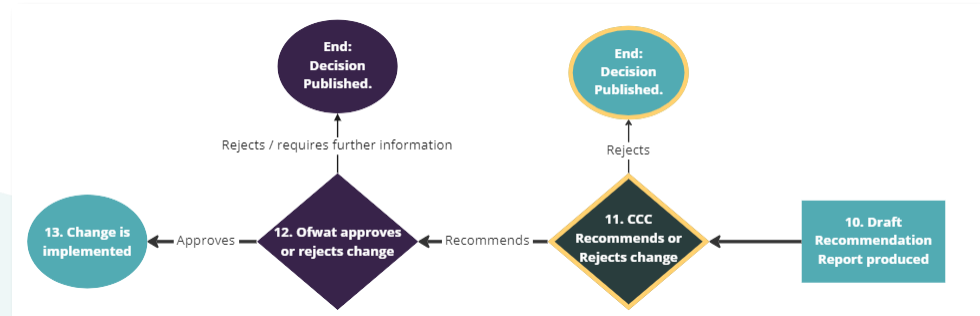 End:
Decision
Published.
End:
Decision
Published.
Rejects / requires further information
Rejects
13. Change is
implemented
Approves
12. Ofwat approves
or rejects change
Recommends
11. CCC
Recommends or
Rejects change
10. Draft
Recommendation
Report produced